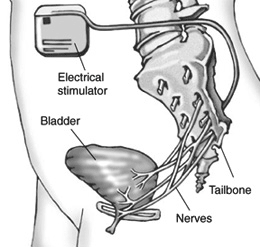 Electrical
stimulator
Bladder
Tailbone
Nerves